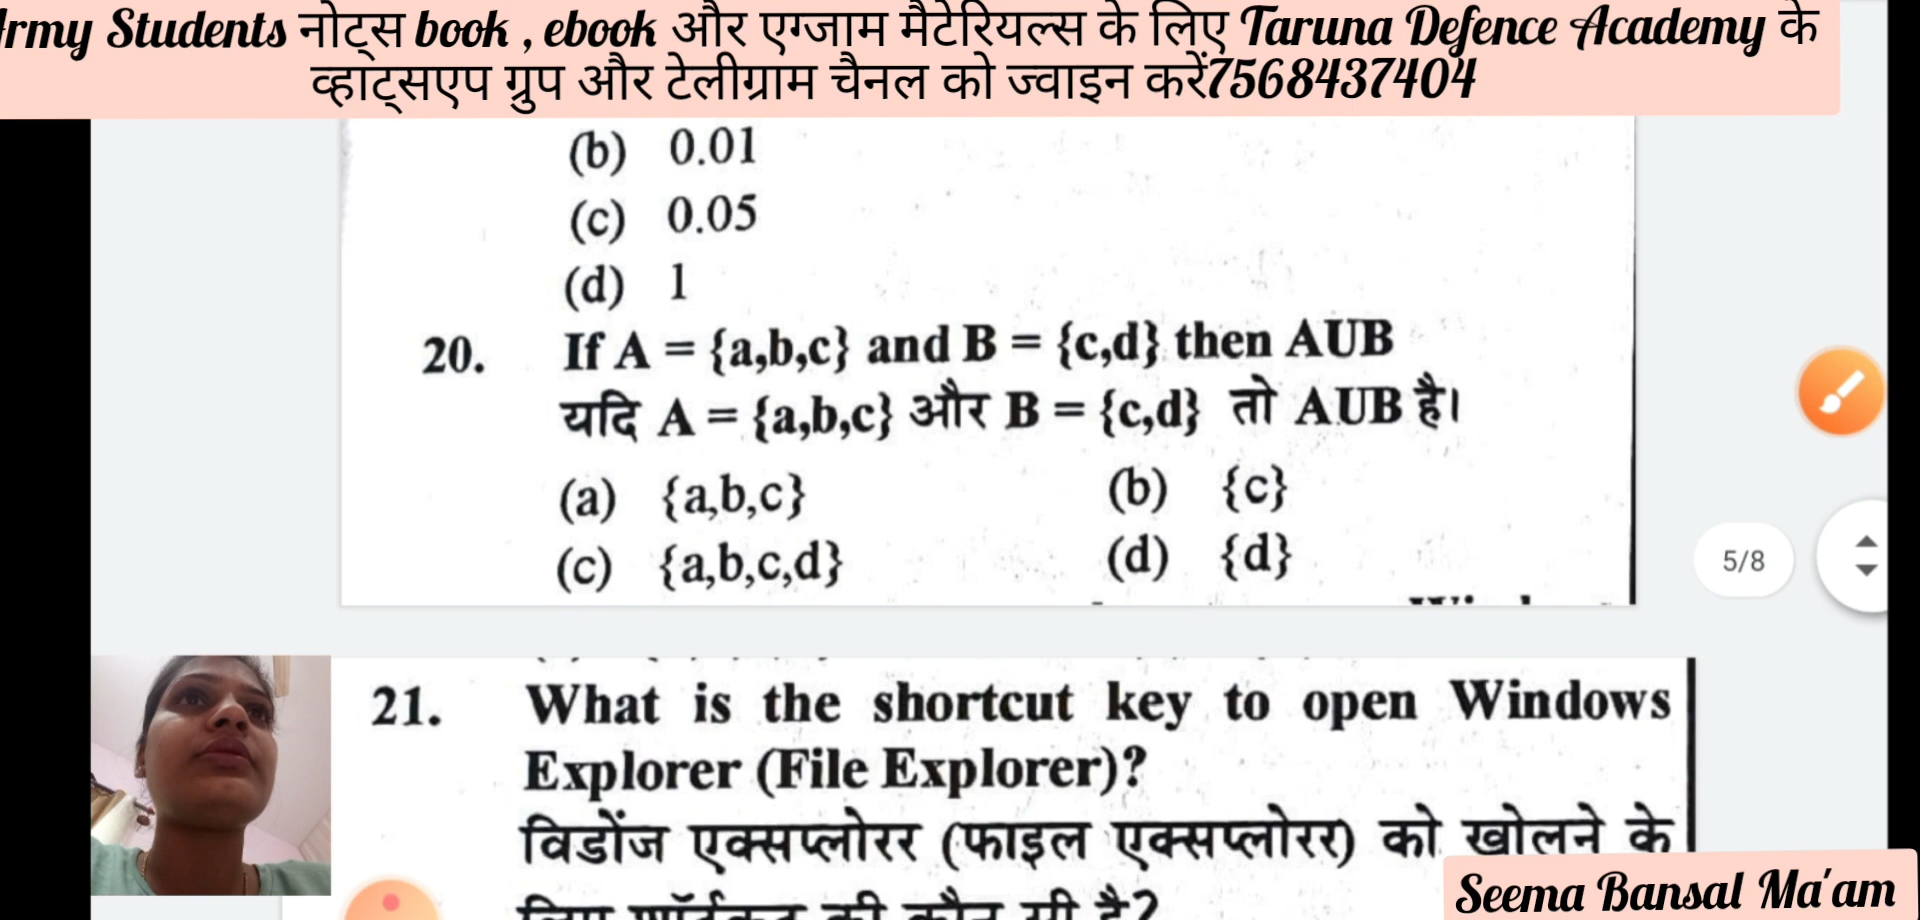 Army Students नोट्स book , ebook और एग्जाम मैटेरियल्स के लिए Taruna Defence Academy के
व्हाट्सएप ग्रुप और टेलीग्राम चैनल को ज्वाइन करें7568437404
(b) 0.01
(c) 0.05
(d) 1
20. If A = {a,b,c} and B = {c,d} then AUB
यदि A = {a,b,c} और B = {c,d} तो AUB है।
(a) {a,b,c} (b) {c}
(c) {a,b,c,d} (d) {d}
5/8
21. What is the shortcut key to open Windows
Explorer (File Explorer)?
विडोंज एक्सप्लोरर (फाइल एक्सप्लोरर) को खोलने के
लिए शॉर्टकट की कौन सी है?
Seema Bansal Ma'am